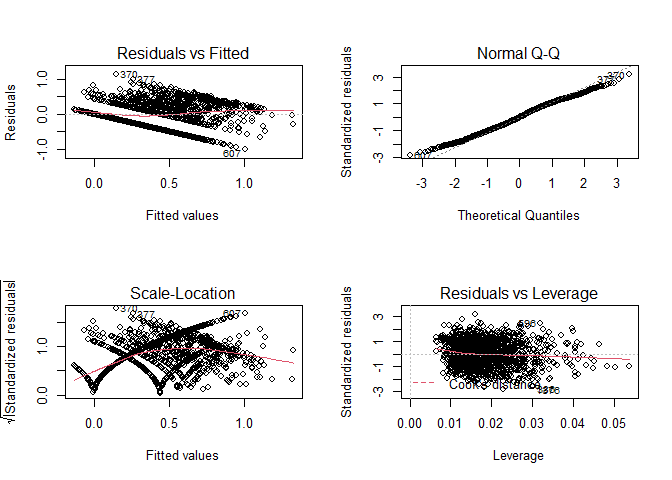 Residuals vs Fitted
Residuals
1.0
0.0
-1.0
370
377
607
0.0 0.5 1.0
Fitted values
Normal Q-Q
Standardized residuals
3
1
-1
-3
370
377
607
-3 -2 -1 0 1 2 3
Theoretical Quantiles
Scale-Location
√|Standardized residuals|
1.0
0.0
370
377
607
0.0 0.5 1.0
Fitted values
Residuals vs Leverage
Standardized residuals
3
1
-1
-3
Cook's distance
0.00 0.01 0.02 0.03 0.04 0.05
Leverage